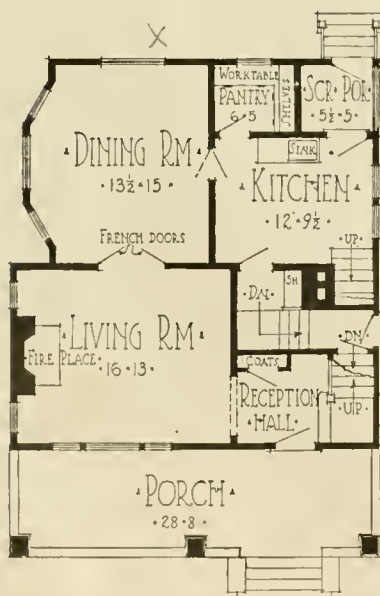 X
WORKTABLE
PANTRY
6·5
SHELVES
SCR POR
5½·5
DINING RM
·13½·15·
SINK
KITCHEN
·12·9½·
UP
FRENCH DOORS
DN
SH
LIVING RM
FIRE PLACE
·16·13·
DN
COATS
RECEPTION
HALL
UP
PORCH
·28·8·